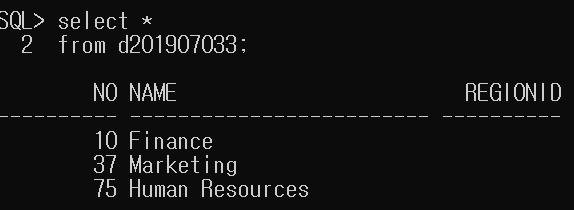 SQL> select *
  2  from d201907033;

        NO NAME                         REGIONID
---------- ------------------------- ----------
        10 Finance
        37 Marketing
        75 Human Resources